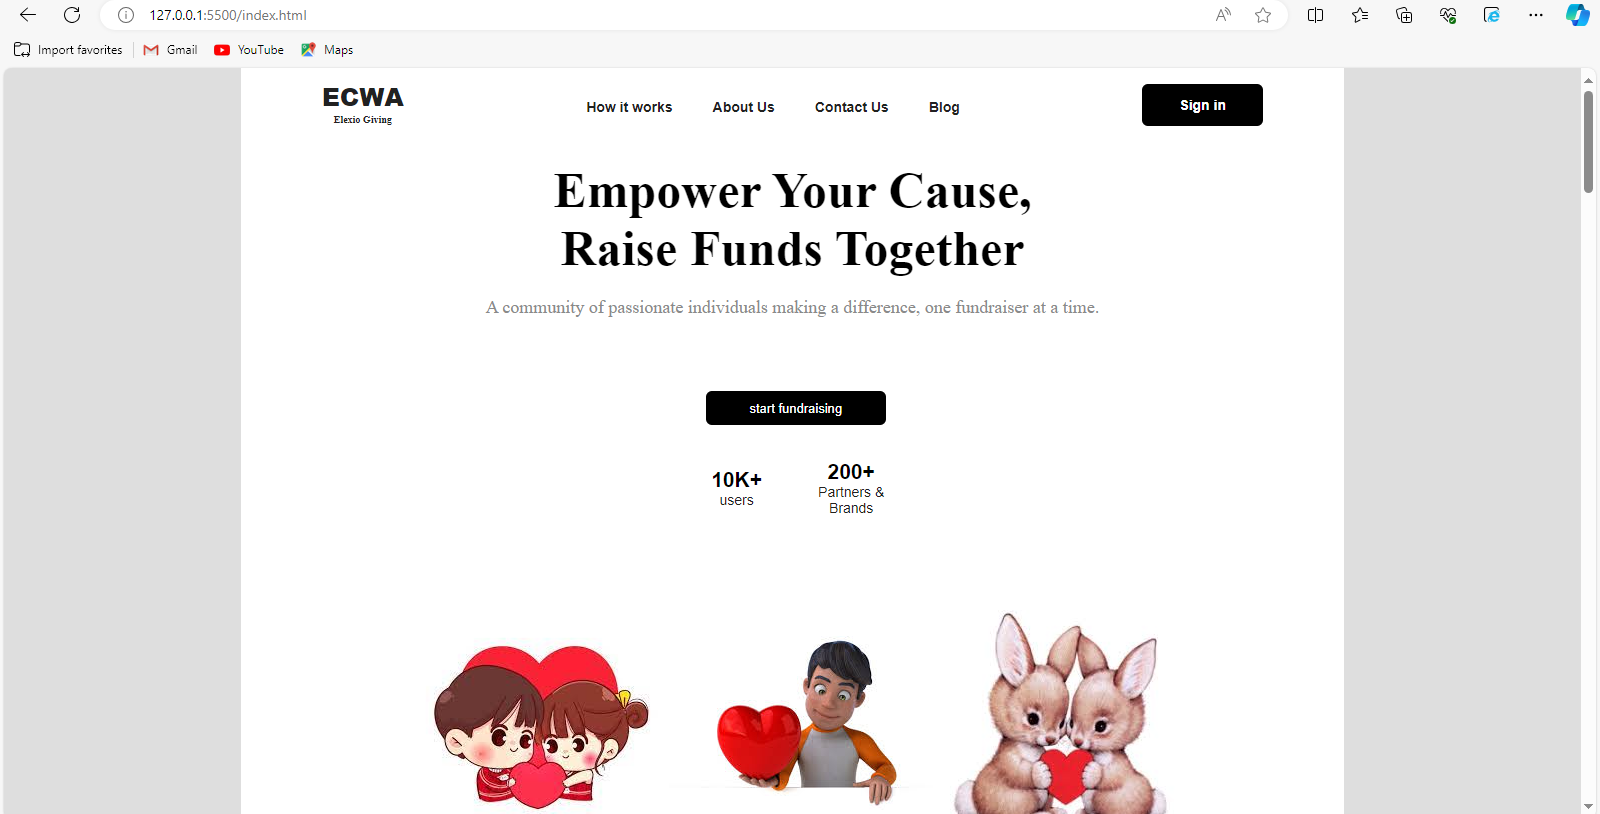 127.0.0.1:5500/index.html
Import favorites
Gmail
YouTube
Maps
ECWA
Elexio Giving
How it works
About Us
Contact Us
Blog
Sign in
Empower Your Cause,
Raise Funds Together
A community of passionate individuals making a difference, one fundraiser at a time.
start fundraising
10K+
users
200+
Partners &
Brands